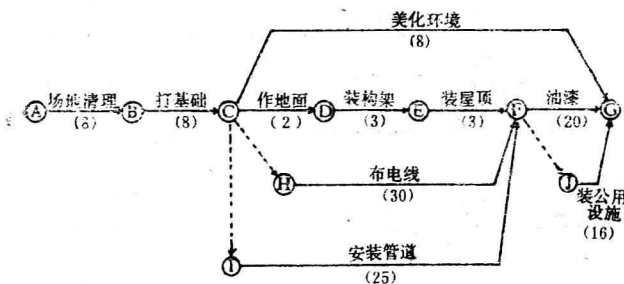 美化环境
(8)
场地清理 打基础 作地面 装构架 装屋顶 油漆
A B C D E F G
(8) (2) (3) (3) (20)
H 布电线 J
(30)
装公用
设施
(16)
I 安装管道
(25)